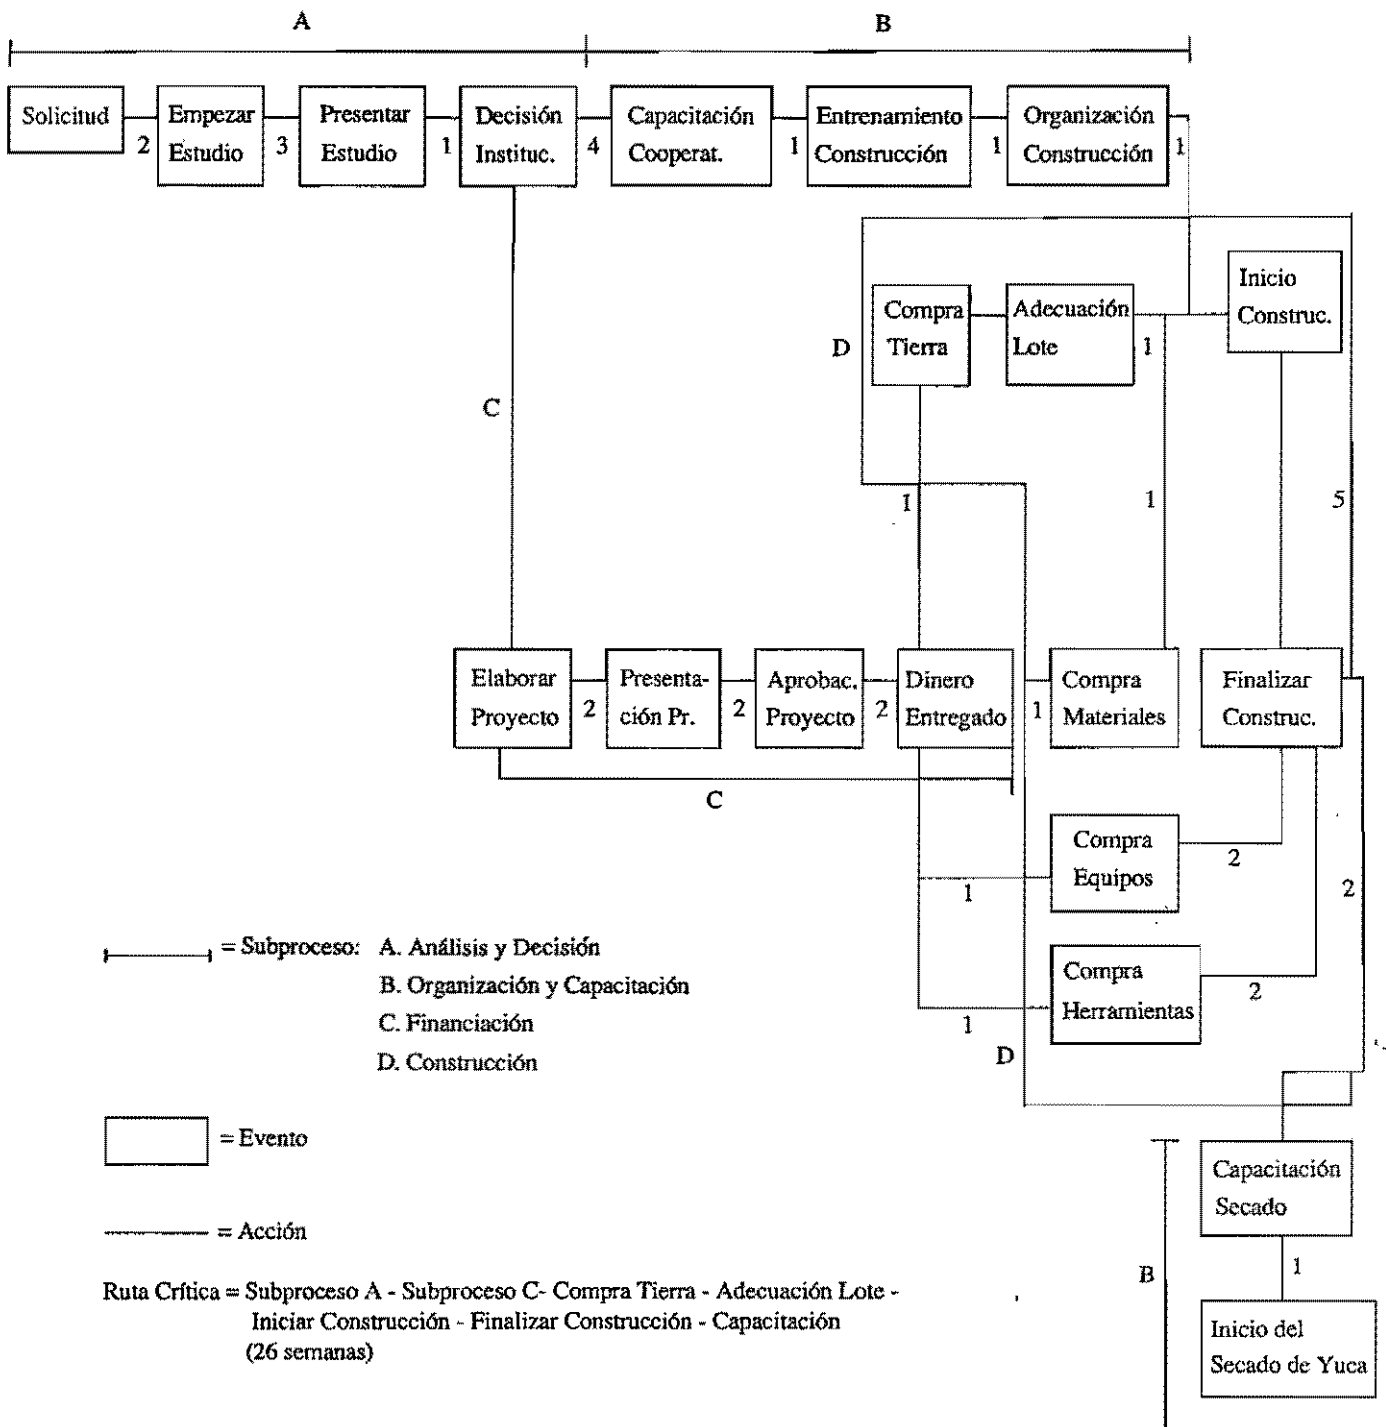 A
B
Solicitud
2
Empezar
Estudio
3
Presentar
Estudio
1
Decisión
Instituc.
4
Capacitación
Cooperat.
1
Entrenamiento
Construcción
1
Organización
Construcción
1
Compra
Tierra
Adecuación
Lote
1
Inicio
Construc.
D
C
1
1
5
Elaborar
Proyecto
2
Presenta-
ción Pr.
2
Aprobac.
Proyecto
2
Dinero
Entregado
1
Compra
Materiales
Finalizar
Construc.
C
Compra
Equipos
1
2
2
Compra
Herramientas
1
2
D
= Subproceso: A. Análisis y Decisión
B. Organización y Capacitación
C. Financiación
D. Construcción
= Evento
= Acción
Capacitación
Secado
B
1
Inicio del
Secado de Yuca
Ruta Crítica = Subproceso A - Subproceso C- Compra Tierra - Adecuación Lote -
Iniciar Construcción - Finalizar Construcción - Capacitación
(26 semanas)